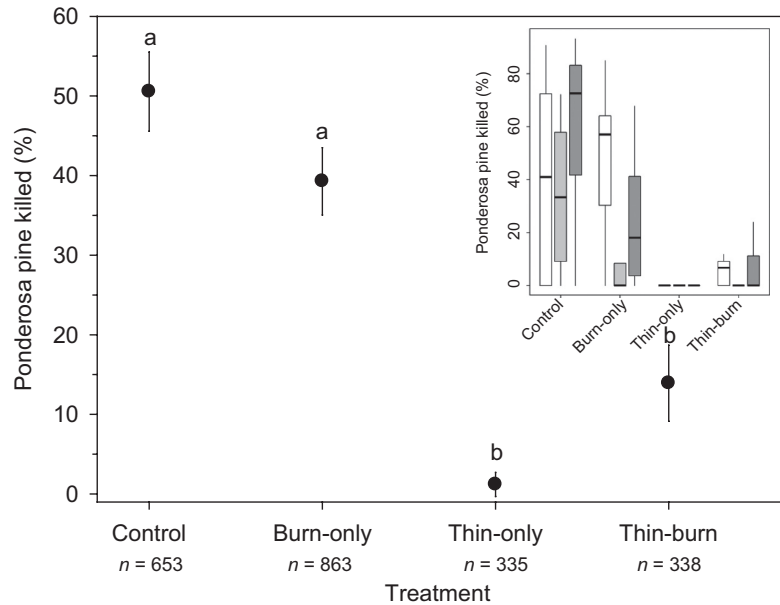 60
50
40
30
20
10
0
Ponderosa pine killed (%)
a
a
b
b
80
60
40
20
0
Ponderosa pine killed (%)
Control
Burn-only
Thin-only
Thin-burn
Control Burn-only Thin-only Thin-burn
n = 653 n = 863 n = 335 n = 338
Treatment